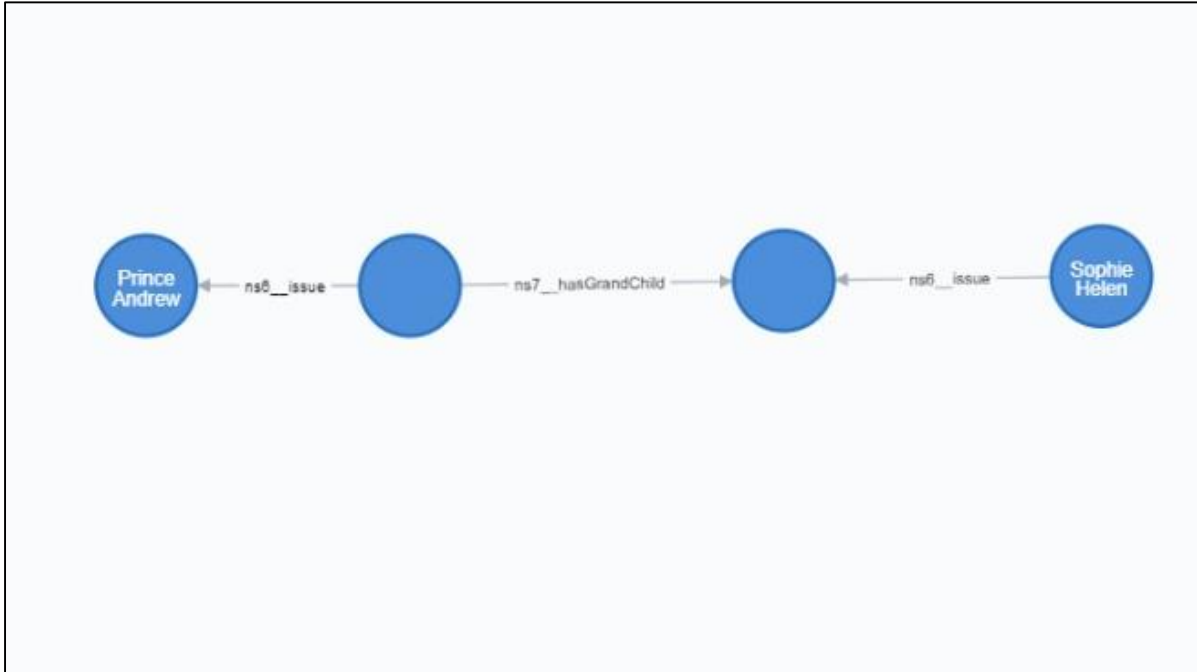 Prince
Andrew
ns6__issue
ns7__hasGrandChild
ns6__issue
Sophie
Helen